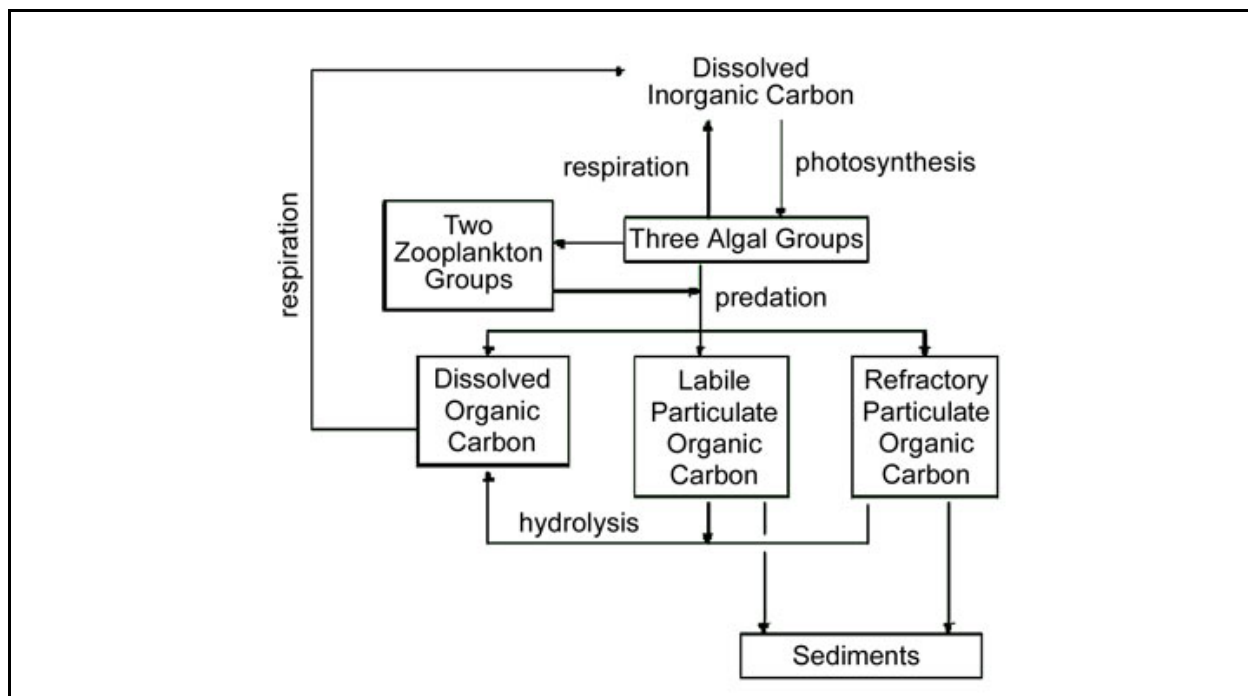 Dissolved
Inorganic Carbon
respiration
photosynthesis
respiration
Two
Zooplankton
Groups
Three Algal Groups
predation
Dissolved
Organic
Carbon
Labile
Particulate
Organic
Carbon
Refractory
Particulate
Organic
Carbon
hydrolysis
Sediments